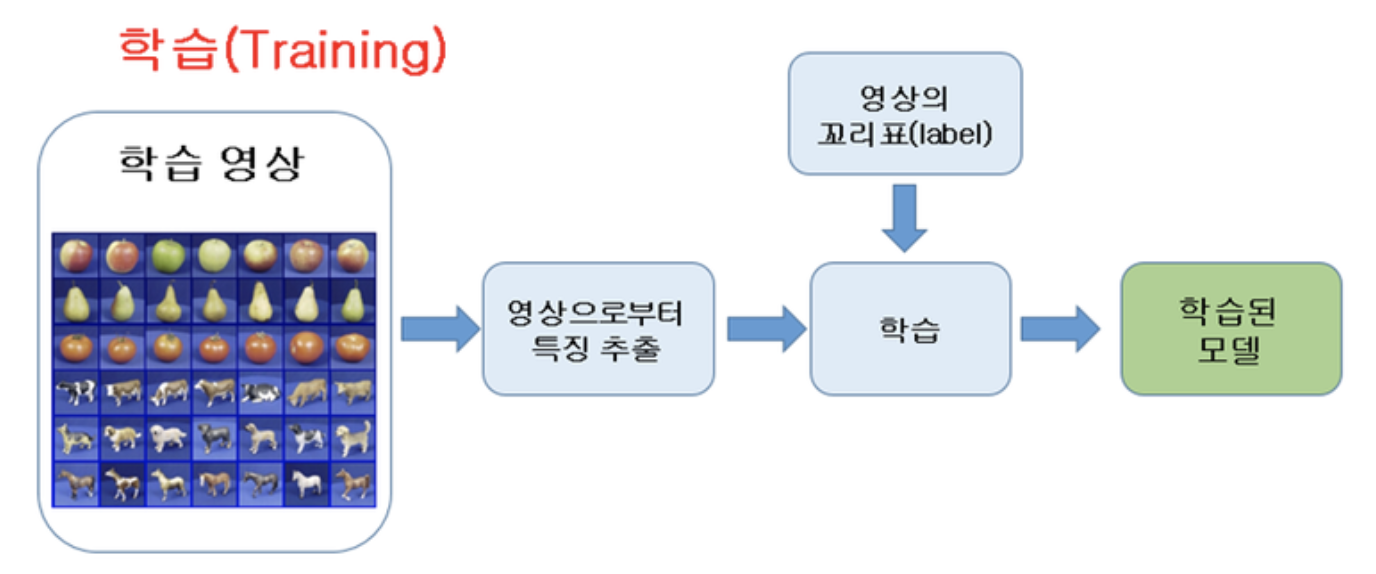 학습(Training)
학습 영상
영상으로부터
특징 추출
영상의
꼬리표(label)
학습
학습된
모델